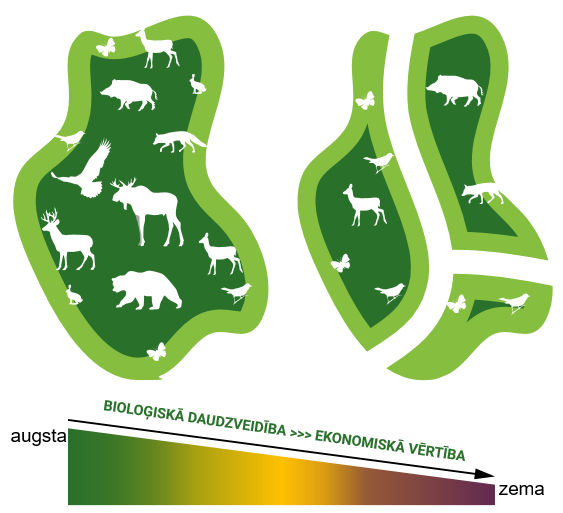 BIOLOĢISKĀ DAUDZVEIDĪBA >>> EKONOMISKĀ VĒRTĪBA
augsta
zema